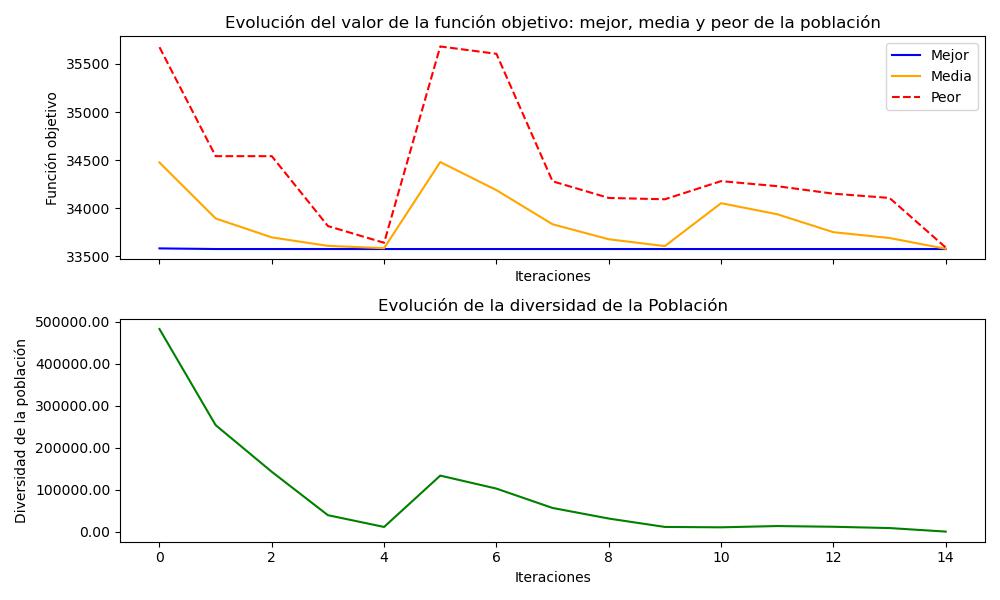 Evolución del valor de la función objetivo: mejor, media y peor de la población
Función objetivo
35500
35000
34500
34000
33500
Mejor
Media
Peor
Iteraciones
Evolución de la diversidad de la Población
Diversidad de la población
500000.00
400000.00
300000.00
200000.00
100000.00
0.00
0 2 4 6 8 10 12 14
Iteraciones